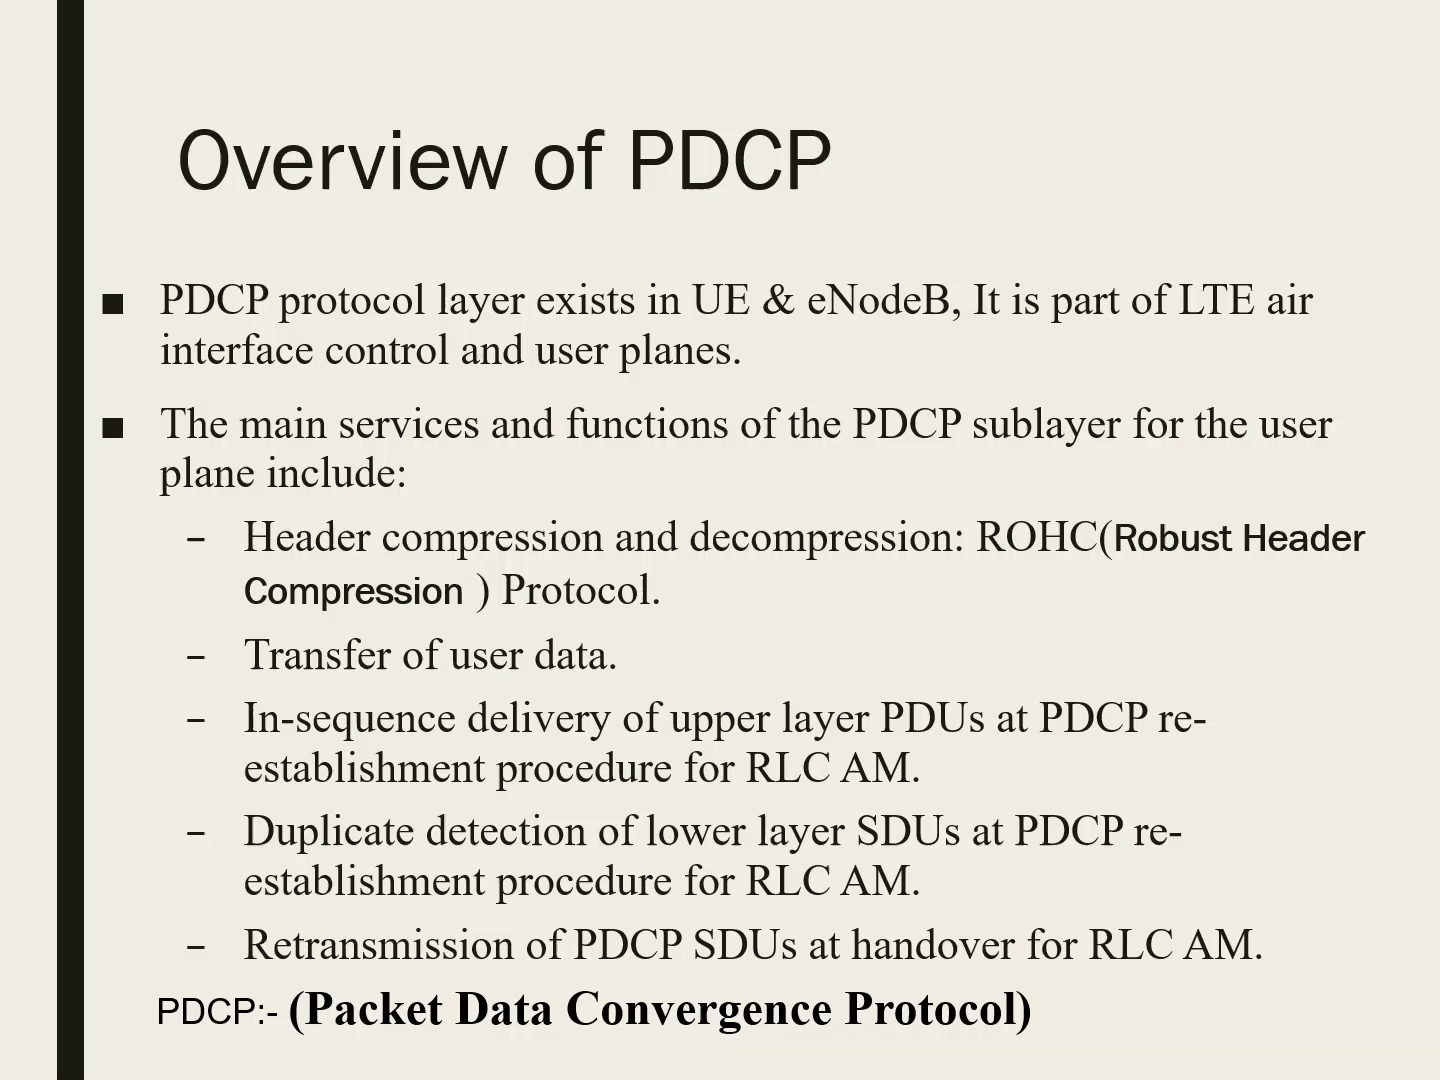 Overview of PDCP
■ PDCP protocol layer exists in UE & eNodeB, It is part of LTE air
interface control and user planes.
■ The main services and functions of the PDCP sublayer for the user
plane include:
– Header compression and decompression: ROHC(Robust Header
Compression ) Protocol.
– Transfer of user data.
– In-sequence delivery of upper layer PDUs at PDCP re-
establishment procedure for RLC AM.
– Duplicate detection of lower layer SDUs at PDCP re-
establishment procedure for RLC AM.
– Retransmission of PDCP SDUs at handover for RLC AM.
PDCP:- (Packet Data Convergence Protocol)